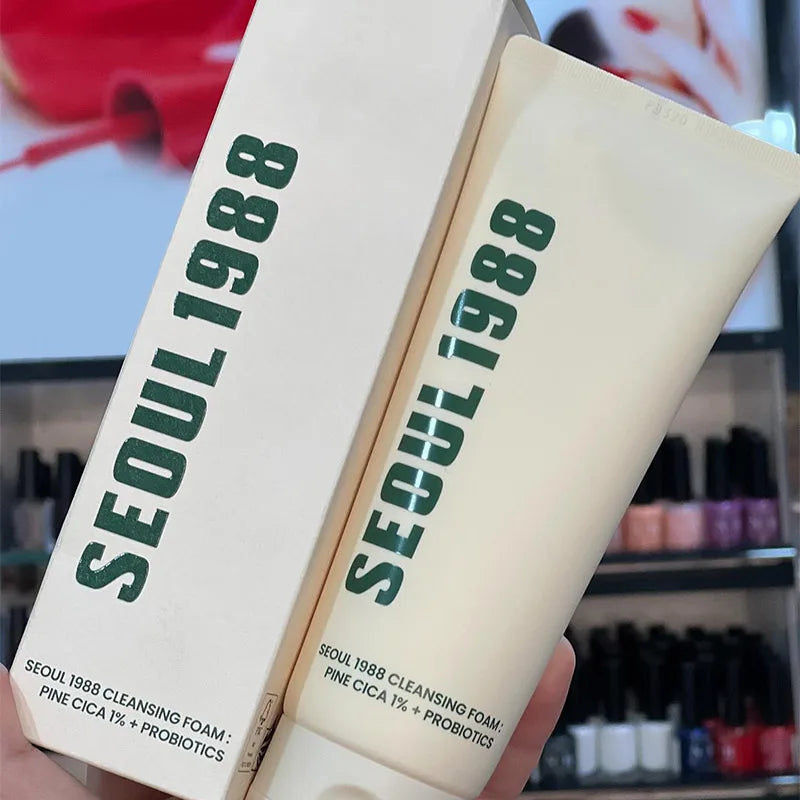 SEOUL 1988
SEOUL 1988 CLEANSING FOAM :
PINE CICA 1% + PROBIOTICS
SEOUL 1988
SEOUL 1988 CLEANSING FOAM :
PINE CICA 1% + PROBIOTICS